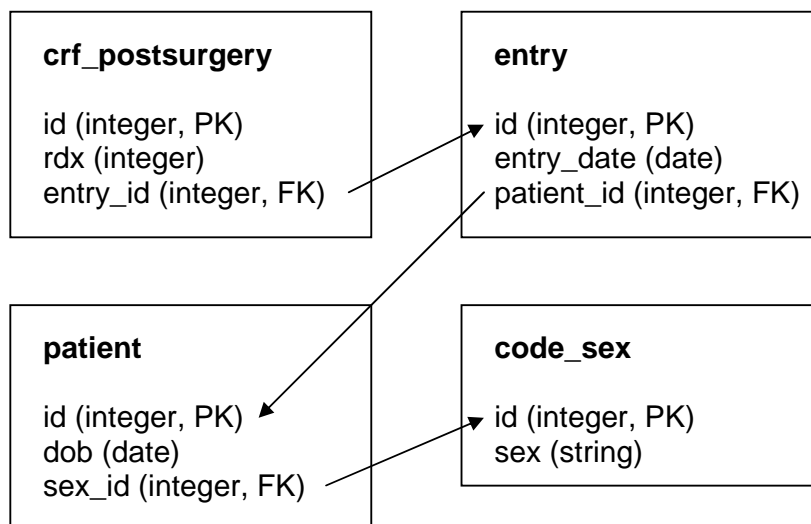 crf_postsurgery
id (integer, PK)
rdx (integer)
entry_id (integer, FK)
entry
id (integer, PK)
entry_date (date)
patient_id (integer, FK)
patient
id (integer, PK)
dob (date)
sex_id (integer, FK)
code_sex
id (integer, PK)
sex (string)